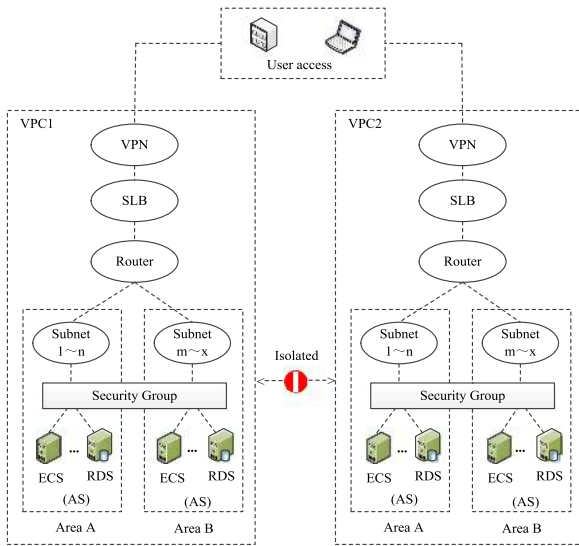 User access
VPC1
VPN
SLB
Router
Subnet
1～n
Subnet
m～x
Security Group
ECS
...
RDS
ECS
...
RDS
(AS)
(AS)
Area A
Area B
Isolated
VPC2
VPN
SLB
Router
Subnet
1～n
Subnet
m～x
Security Group
ECS
...
RDS
ECS
...
RDS
(AS)
(AS)
Area A
Area B